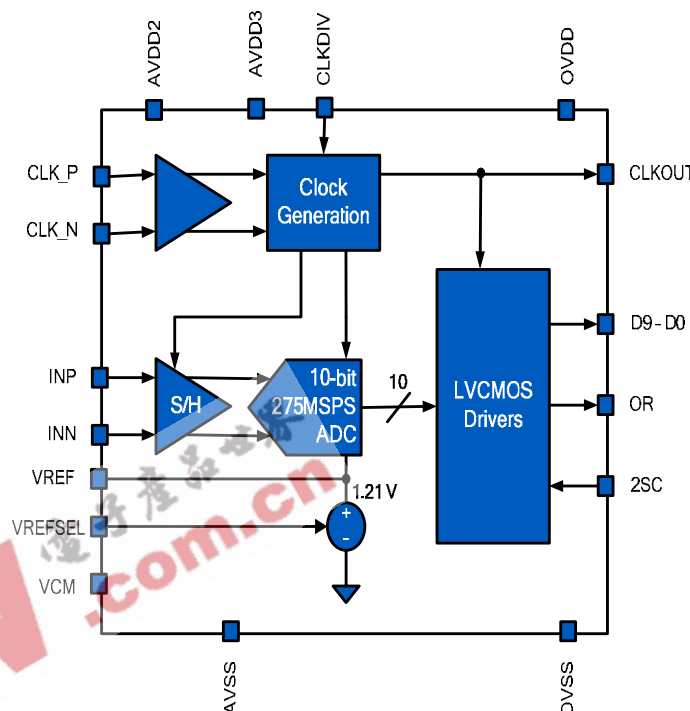 AVDD2
AVDD3
CLKDIV
OVDD
CLK_P
CLK_N
Clock
Generation
CLKOUT
INP
INN
S/H
10-bit
275MSPS
ADC
10
LVCMOS
Drivers
D9-D0
OR
2SC
VREF
1.21 V
VREFSEL
+
-
VCM
.com.cn
AVSS
OVSS